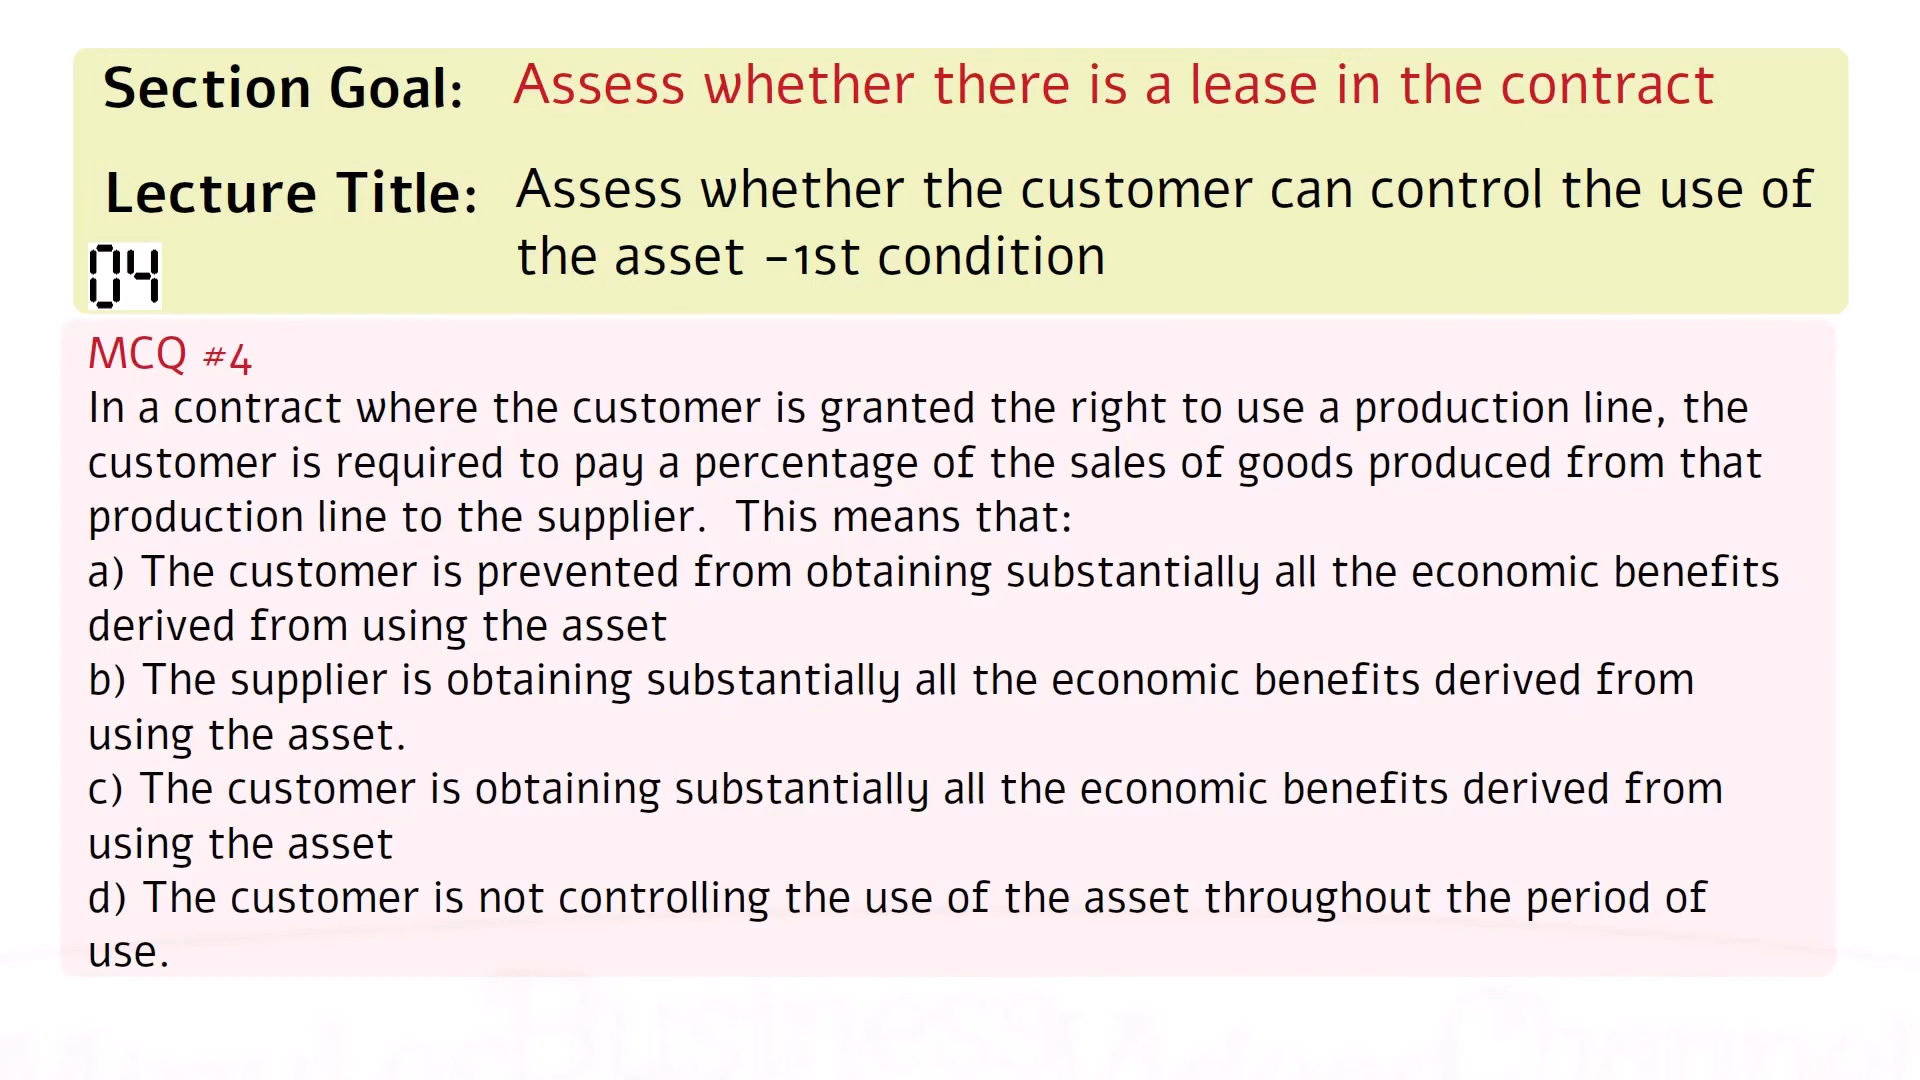 Section Goal: Assess whether there is a lease in the contract
Lecture Title: Assess whether the customer can control the use of
the asset –1st condition
04
MCQ #4
In a contract where the customer is granted the right to use a production line, the
customer is required to pay a percentage of the sales of goods produced from that
production line to the supplier.  This means that:
a) The customer is prevented from obtaining substantially all the economic benefits
derived from using the asset
b) The supplier is obtaining substantially all the economic benefits derived from
using the asset.
c) The customer is obtaining substantially all the economic benefits derived from
using the asset
d) The customer is not controlling the use of the asset throughout the period of
use.
Business
Channel